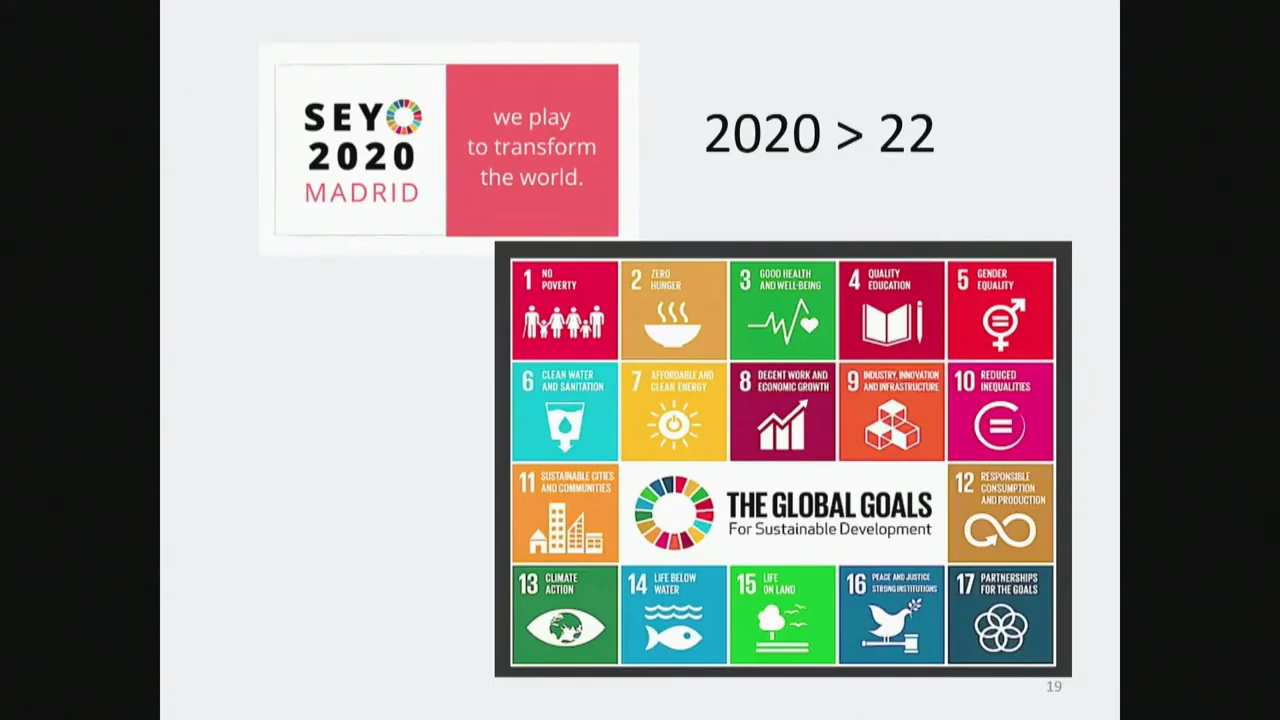 SEYO
2020
MADRID
we play
to transform
the world.
2020 > 22
1 NO
POVERTY
2 ZERO
HUNGER
3 GOOD HEALTH
AND WELL-BEING
4 QUALITY
EDUCATION
5 GENDER
EQUALITY
6 CLEAN WATER
AND SANITATION
7 AFFORDABLE AND
CLEAN ENERGY
8 DECENT WORK AND
ECONOMIC GROWTH
9 INDUSTRY, INNOVATION
AND INFRASTRUCTURE
10 REDUCED
INEQUALITIES
11 SUSTAINABLE CITIES
AND COMMUNITIES
THE GLOBAL GOALS
For Sustainable Development
12 RESPONSIBLE
CONSUMPTION
AND PRODUCTION
13 CLIMATE
ACTION
14 LIFE BELOW
WATER
15 LIFE
ON LAND
16 PEACE AND JUSTICE
STRONG INSTITUTIONS
17 PARTNERSHIPS
FOR THE GOALS
19